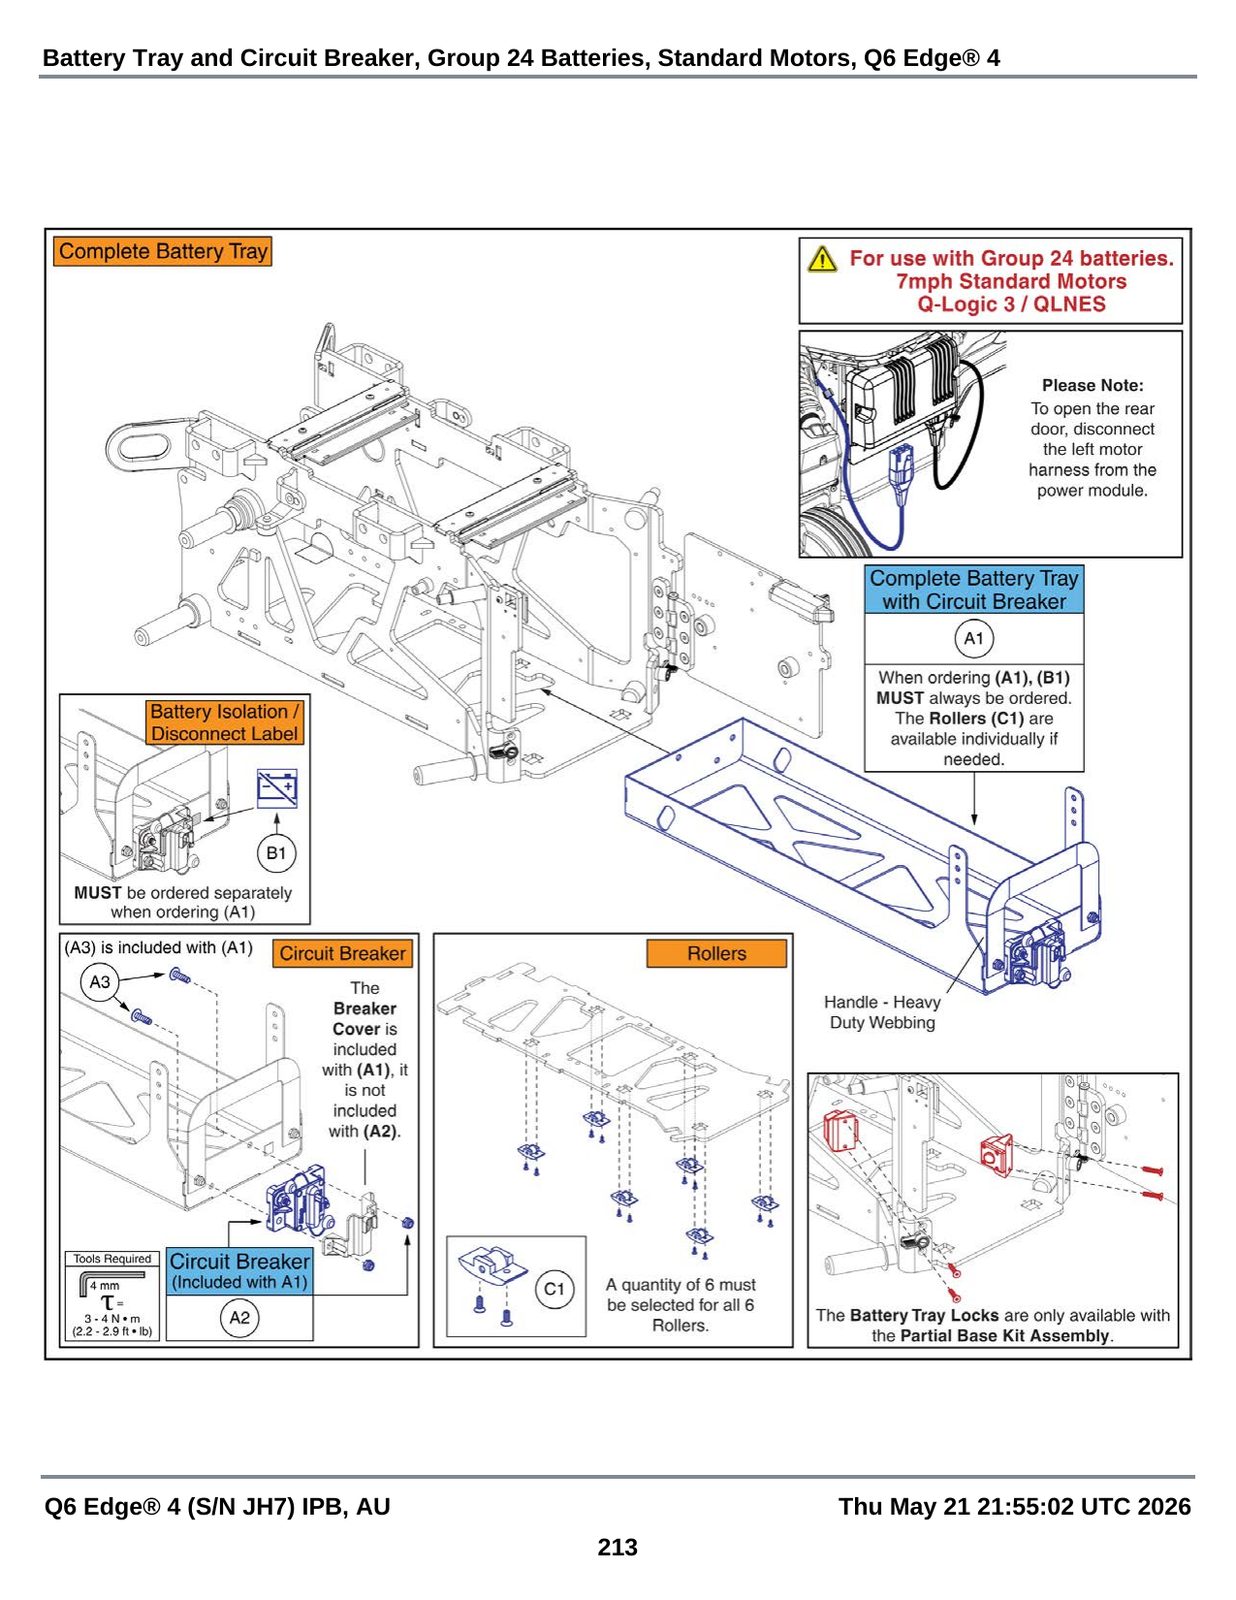 Battery Tray and Circuit Breaker, Group 24 Batteries, Standard Motors, Q6 Edge® 4
Complete Battery Tray
For use with Group 24 batteries.
7mph Standard Motors
Q-Logic 3 / QLNES
Please Note:
To open the rear
door, disconnect
the left motor
harness from the
power module.
Complete Battery Tray
with Circuit Breaker
A1
When ordering (A1), (B1)
MUST always be ordered.
The Rollers (C1) are
available individually if
needed.
Battery Isolation /
Disconnect Label
B1
MUST be ordered separately
when ordering (A1)
Handle - Heavy
Duty Webbing
(A3) is included with (A1)
Circuit Breaker
A3
The
Breaker
Cover is
included
with (A1), it
is not
included
with (A2).
Tools Required
4 mm
τ=
3 - 4 N • m
(2.2 - 2.9 ft • lb)
Circuit Breaker
(Included with A1)
A2
Rollers
C1
A quantity of 6 must
be selected for all 6
Rollers.
The Battery Tray Locks are only available with
the Partial Base Kit Assembly.
Q6 Edge® 4 (S/N JH7) IPB, AU
Thu May 21 21:55:02 UTC 2026
213